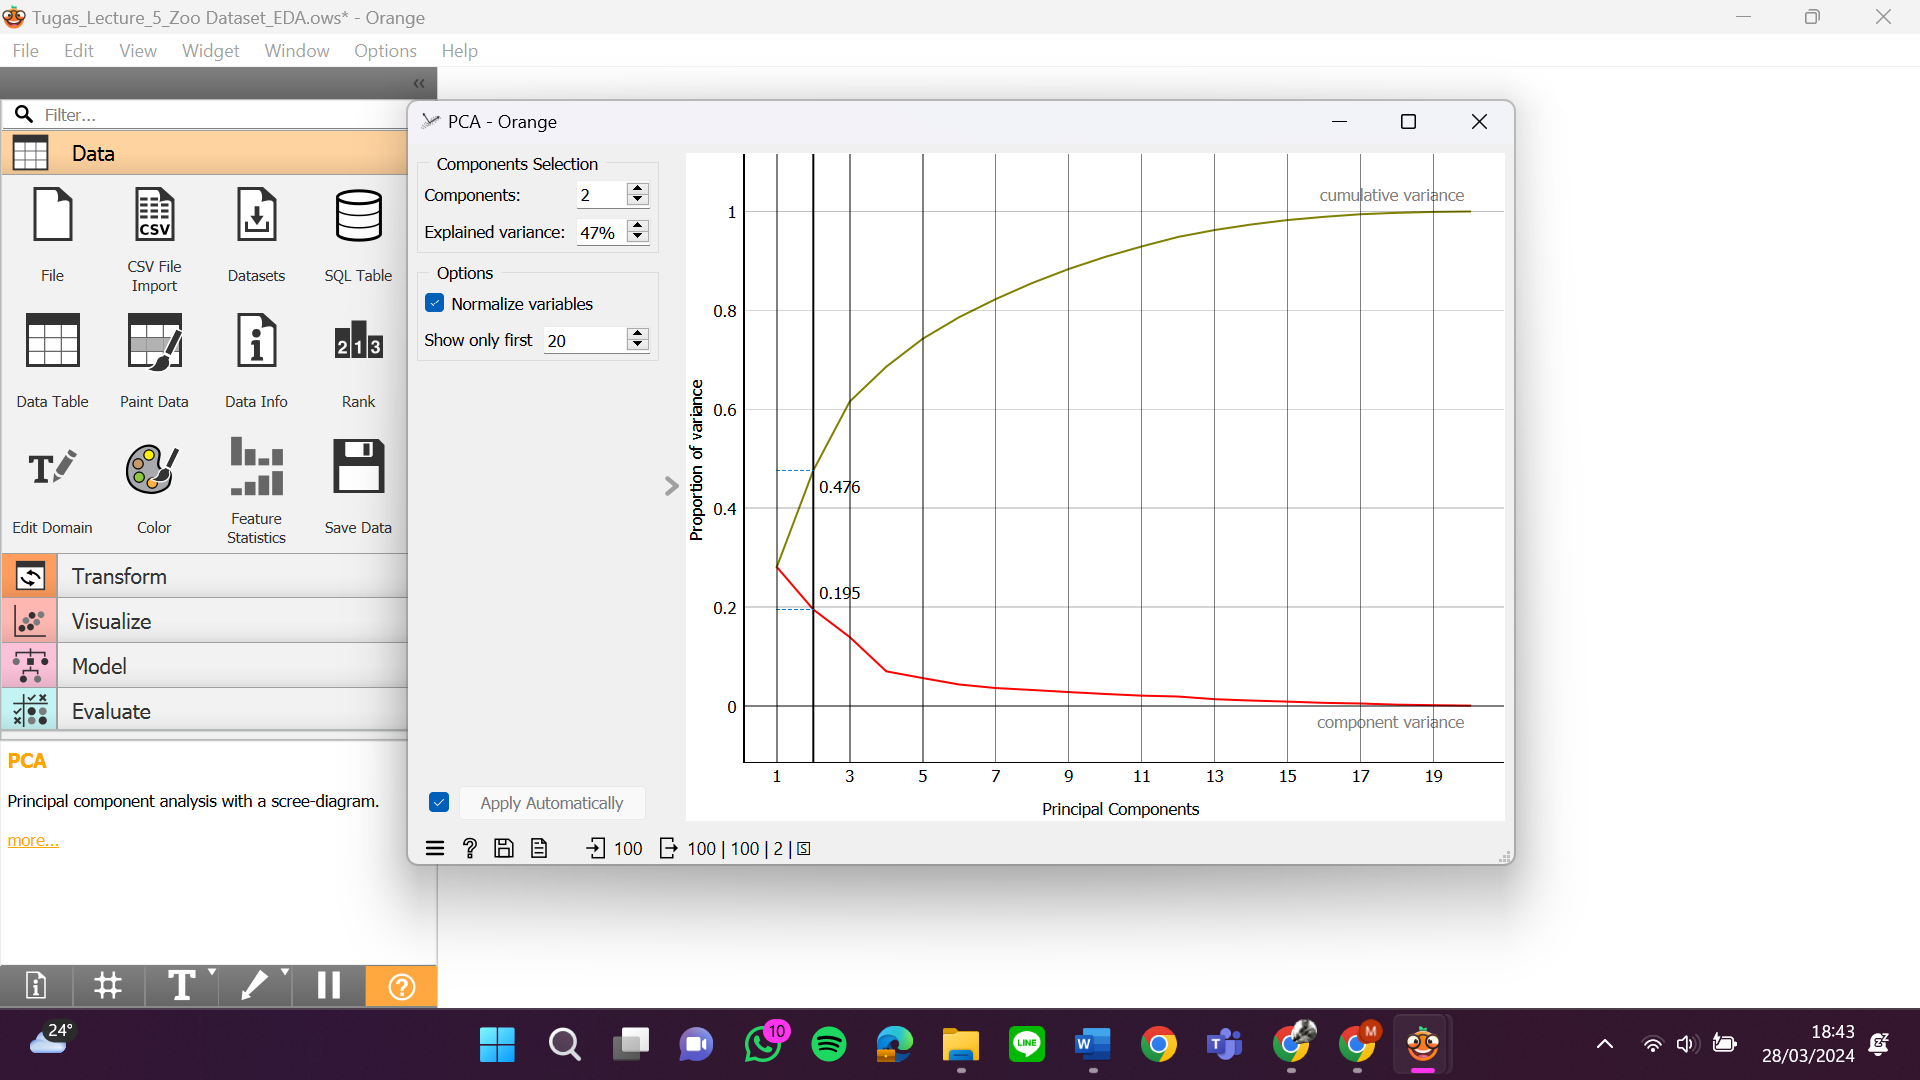 Tugas_Lecture_5_Zoo Dataset_EDA.ows* - Orange
File Edit View Widget Window Options Help
«
Filter...
Data
File
CSV
CSV File Import
Datasets
SQL Table
Data Table
Paint Data
Data Info
2 1 3
Rank
Edit Domain
Color
Feature Statistics
Save Data
Transform
Visualize
Model
Evaluate
PCA
Principal component analysis with a scree-diagram.
more...
PCA - Orange
Components Selection
Components: 2
Explained variance: 47%
Options
Normalize variables
Show only first 20
Apply Automatically
100 100 | 100 | 2 | S
cumulative variance
1
0.8
0.6
0.4
0.2
0
Proportion of variance
0.476
0.195
component variance
1 3 5 7 9 11 13 15 17 19
Principal Components
24°
10
LINE
W
T
M
18:43
28/03/2024